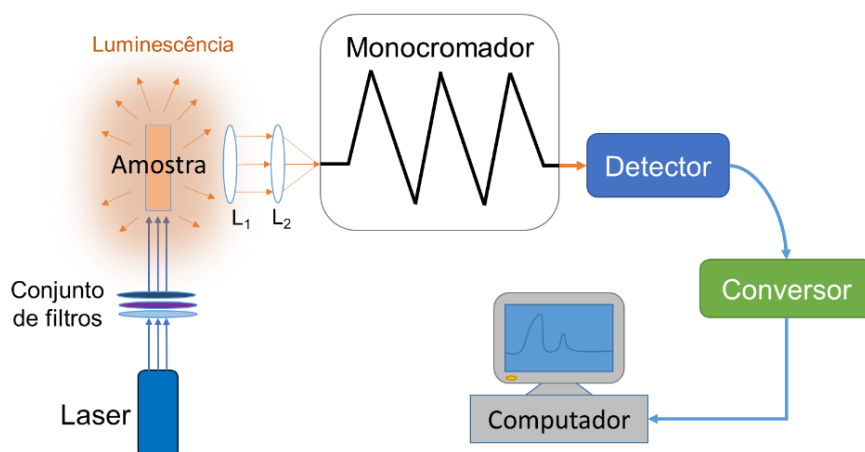 Luminescência
Monocromador
Amostra
Detector
L₁
L₂
Conjunto
de filtros
Conversor
Laser
Computador